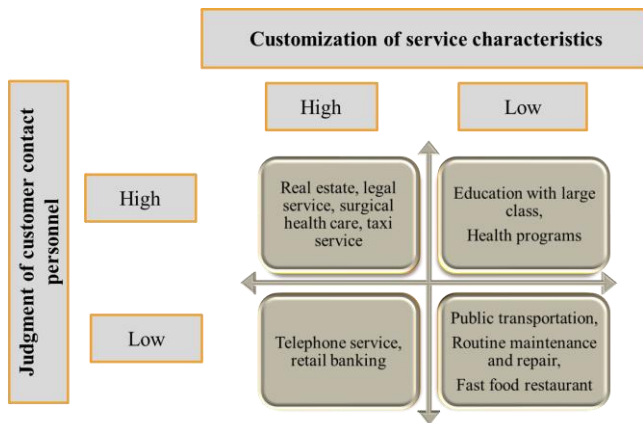 Customization of service characteristics
High
Low
Judgment of customer contact
personnel
High
Real estate, legal
service, surgical
health care, taxi
service
Education with large
class,
Health programs
Low
Telephone service,
retail banking
Public transportation,
Routine maintenance
and repair,
Fast food restaurant